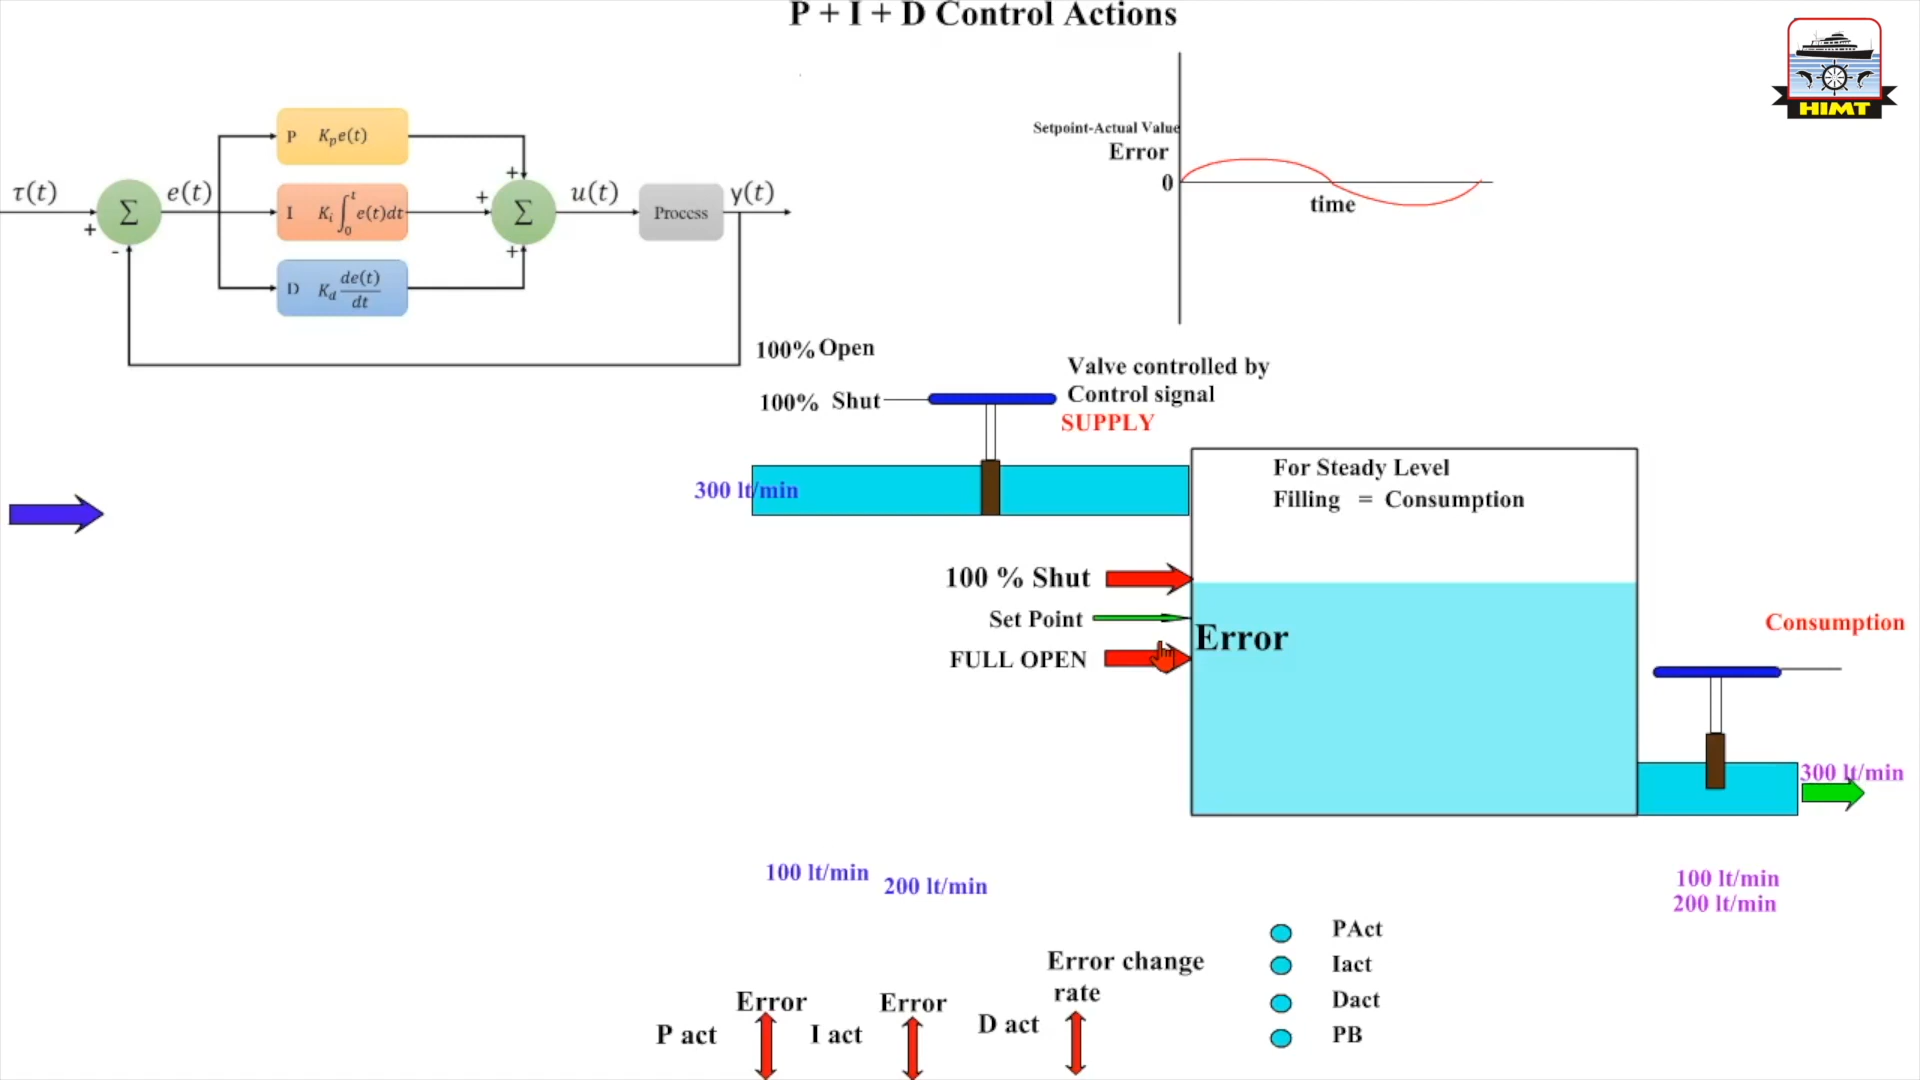 P + I + D Control Actions
HIMT
Setpoint-Actual Value
Error
0
time
τ(t)
+
-
Σ
e(t)
P Kₚe(t)
I Kᵢ∫₀ᵗe(t)dt
D K_d de(t)/dt
+
+
+
Σ
u(t)
Process
y(t)
100% Open
100% Shut
Valve controlled by
Control signal
SUPPLY
300 lt/min
For Steady Level
Filling = Consumption
100 % Shut
Set Point
FULL OPEN
Error
Consumption
300 lt/min
100 lt/min
200 lt/min
100 lt/min
200 lt/min
P act
Error
I act
Error
D act
Error change
rate
PAct
Iact
Dact
PB